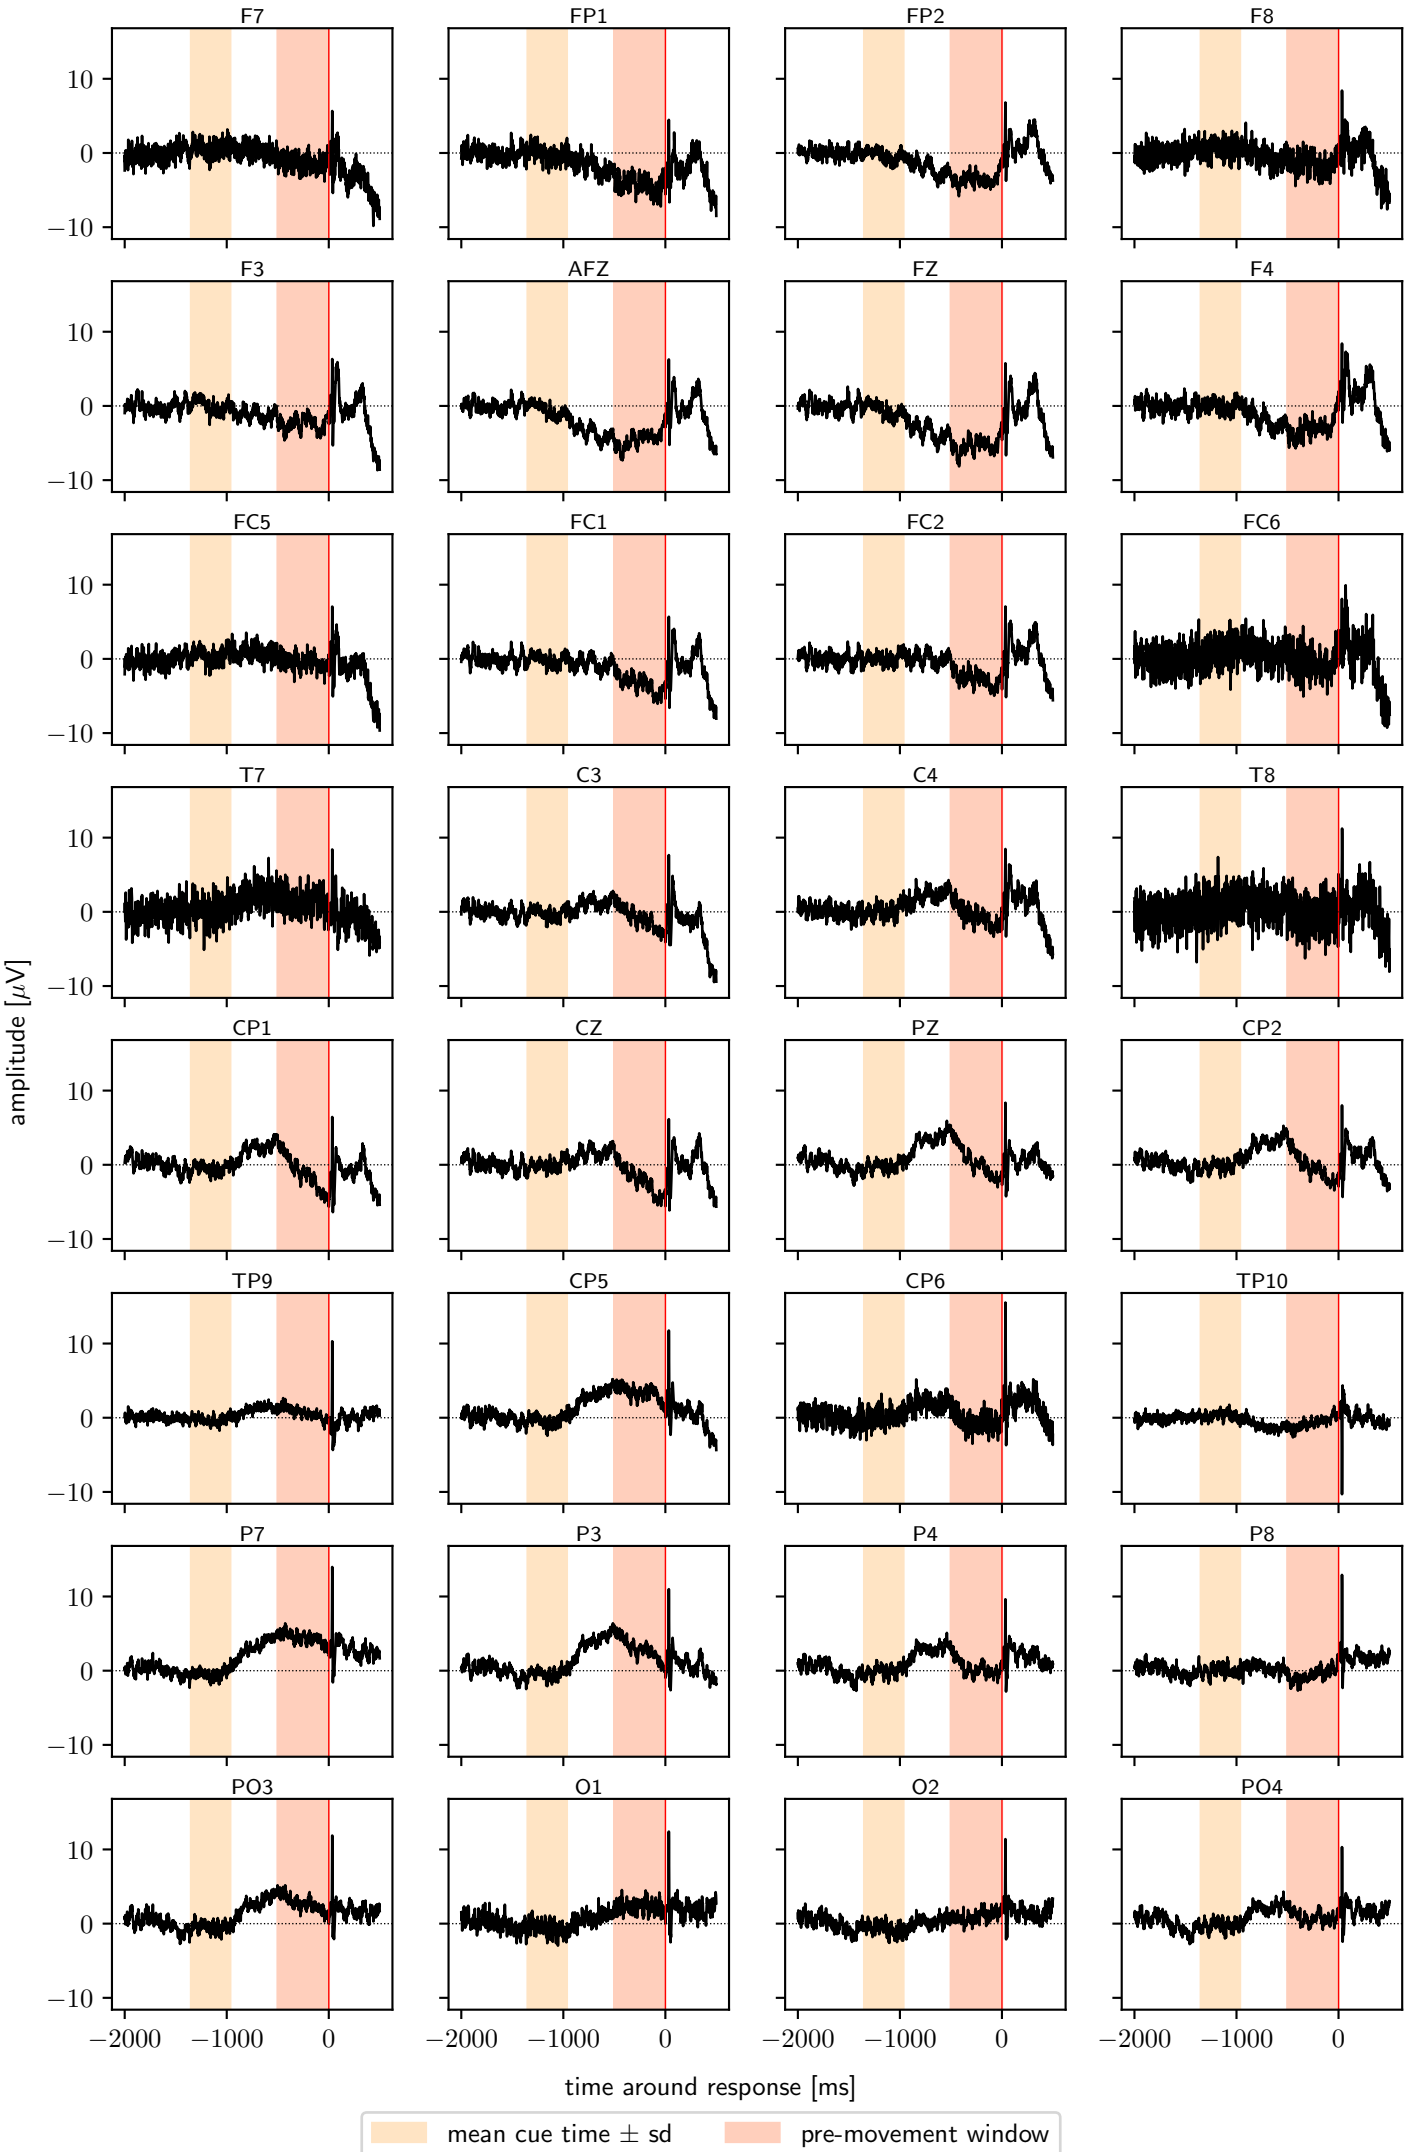 F7 FP1 FP2 F8
10
0
−10
F3 AFZ FZ F4
10
0
−10
FC5 FC1 FC2 FC6
10
0
−10
T7 C3 C4 T8
10
0
−10
amplitude [μV]
CP1 CZ PZ CP2
10
0
−10
TP9 CP5 CP6 TP10
10
0
−10
P7 P3 P4 P8
10
0
−10
PO3 O1 O2 PO4
10
0
−10
−2000 −1000 0 −2000 −1000 0 −2000 −1000 0 −2000 −1000 0
time around response [ms]
mean cue time ± sd pre-movement window